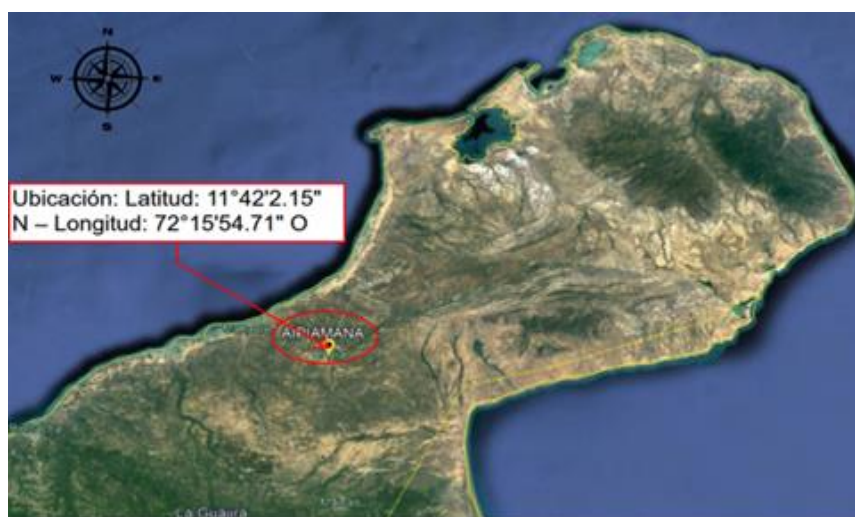 N
W
E
S
Ubicación: Latitud: 11°42'2.15"
N – Longitud: 72°15'54.71" O
AIPIAMANA
La Guajira